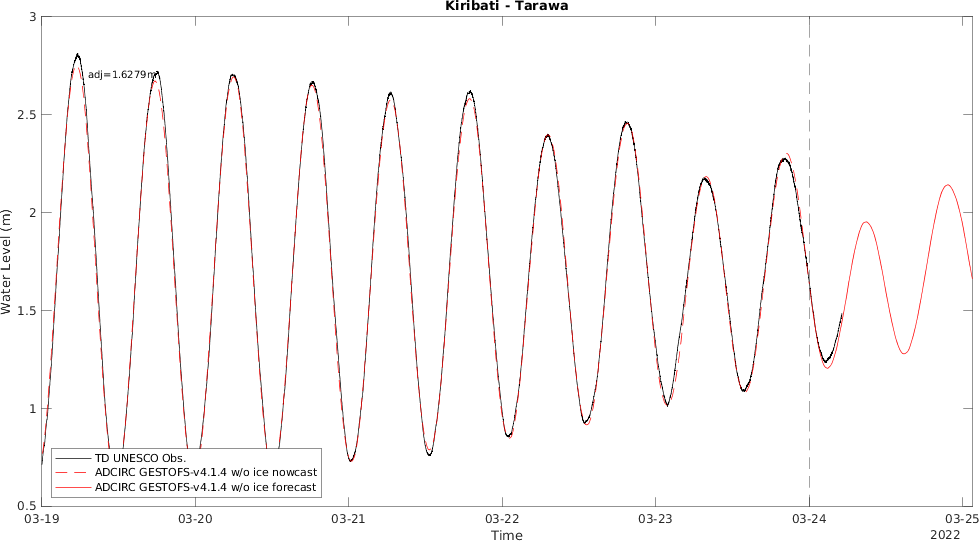 Kiribati - Tarawa
3
adj=1.6279m
2.5
2
Water Level (m)
1.5
1
TD UNESCO Obs.
ADCIRC GESTOFS-v4.1.4 w/o ice nowcast
ADCIRC GESTOFS-v4.1.4 w/o ice forecast
0.5
03-19 03-20 03-21 03-22 03-23 03-24 03-25
Time
2022